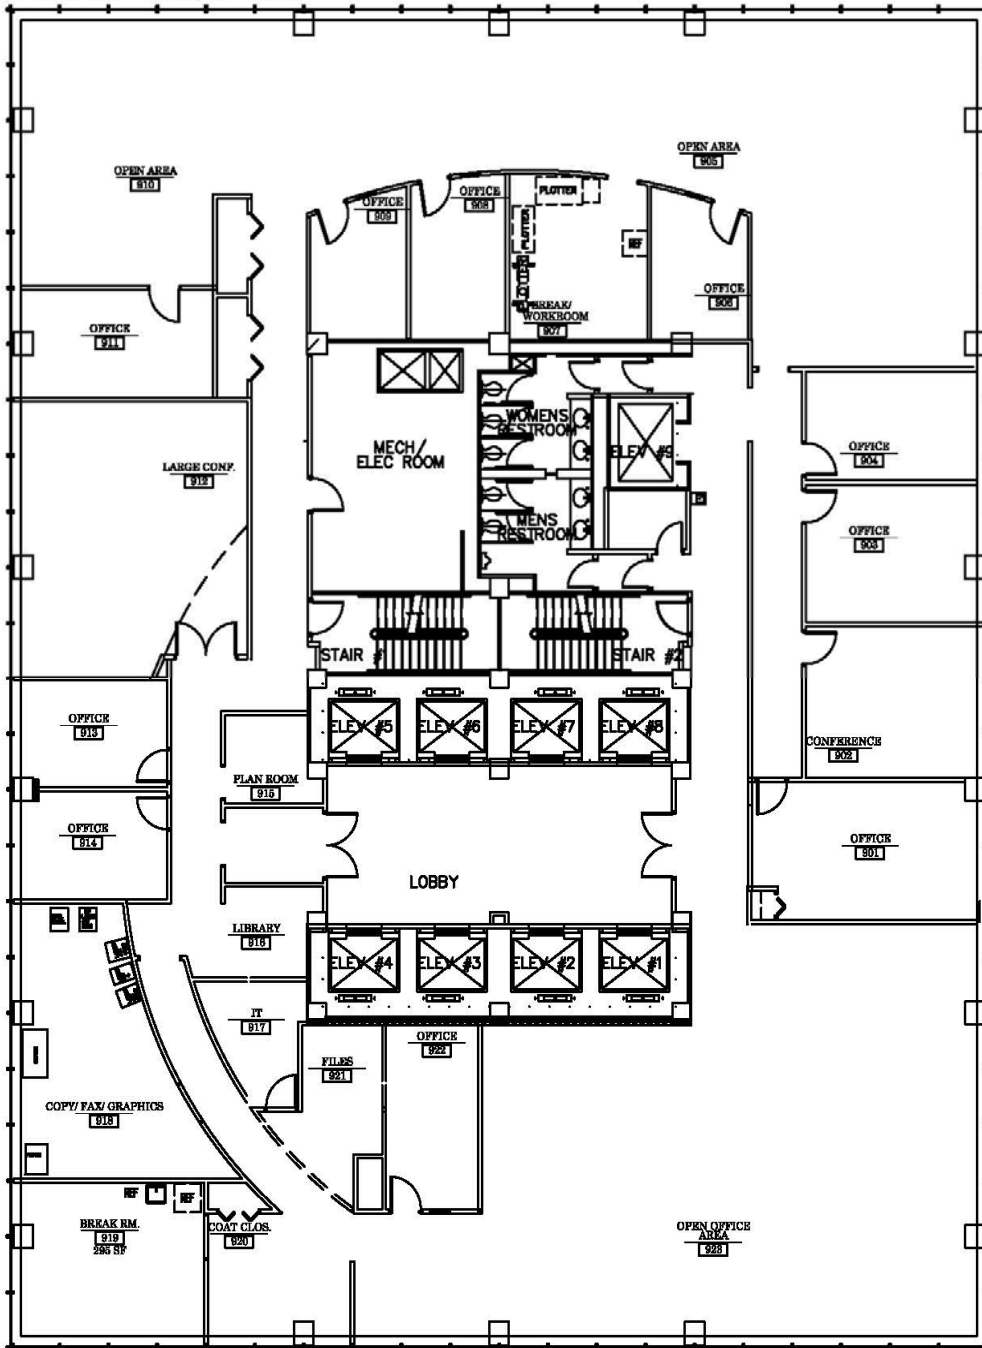 OPEN AREA
905
OPEN AREA
910
OFFICE
909
OFFICE
908
PLOTTER
PLOTTER
REF
BREAK/
WORKROOM
907
OFFICE
906
OFFICE
911
WOMENS
RESTROOM
MECH/
ELEC ROOM
ELEV #9
OFFICE
904
LARGE CONF.
912
MENS
RESTROOM
OFFICE
903
STAIR #
STAIR #2
OFFICE
913
ELEV #5
ELEV #6
ELEV #7
ELEV #8
CONFERENCE
902
PLAN ROOM
915
OFFICE
914
OFFICE
901
LOBBY
LIBRARY
916
ELEV #4
ELEV #3
ELEV #2
ELEV #1
IT
917
OFFICE
922
FILES
921
COPY/ FAX/ GRAPHICS
918
REF
REF
BREAK RM.
919
295 SF
COAT CLOS.
920
OPEN OFFICE
AREA
923